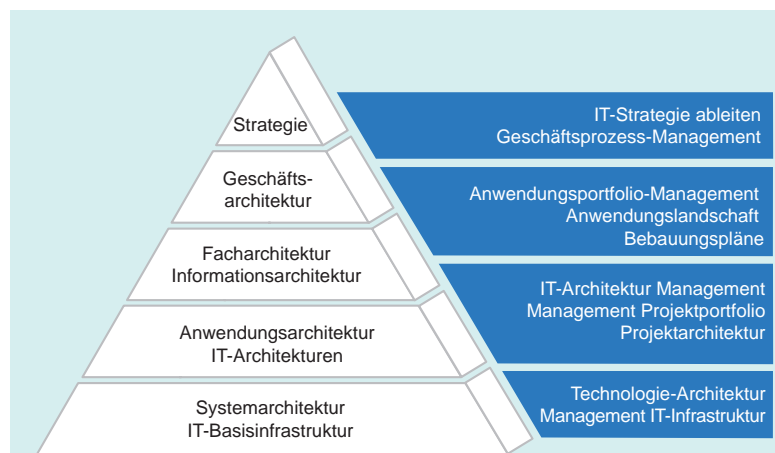 Strategie
Geschäfts-
architektur
Facharchitektur
Informationsarchitektur
Anwendungsarchitektur
IT-Architekturen
Systemarchitektur
IT-Basisinfrastruktur
IT-Strategie ableiten
Geschäftsprozess-Management
Anwendungsportfolio-Management
Anwendungslandschaft
Bebauungspläne
IT-Architektur Management
Management Projektportfolio
Projektarchitektur
Technologie-Architektur
Management IT-Infrastruktur